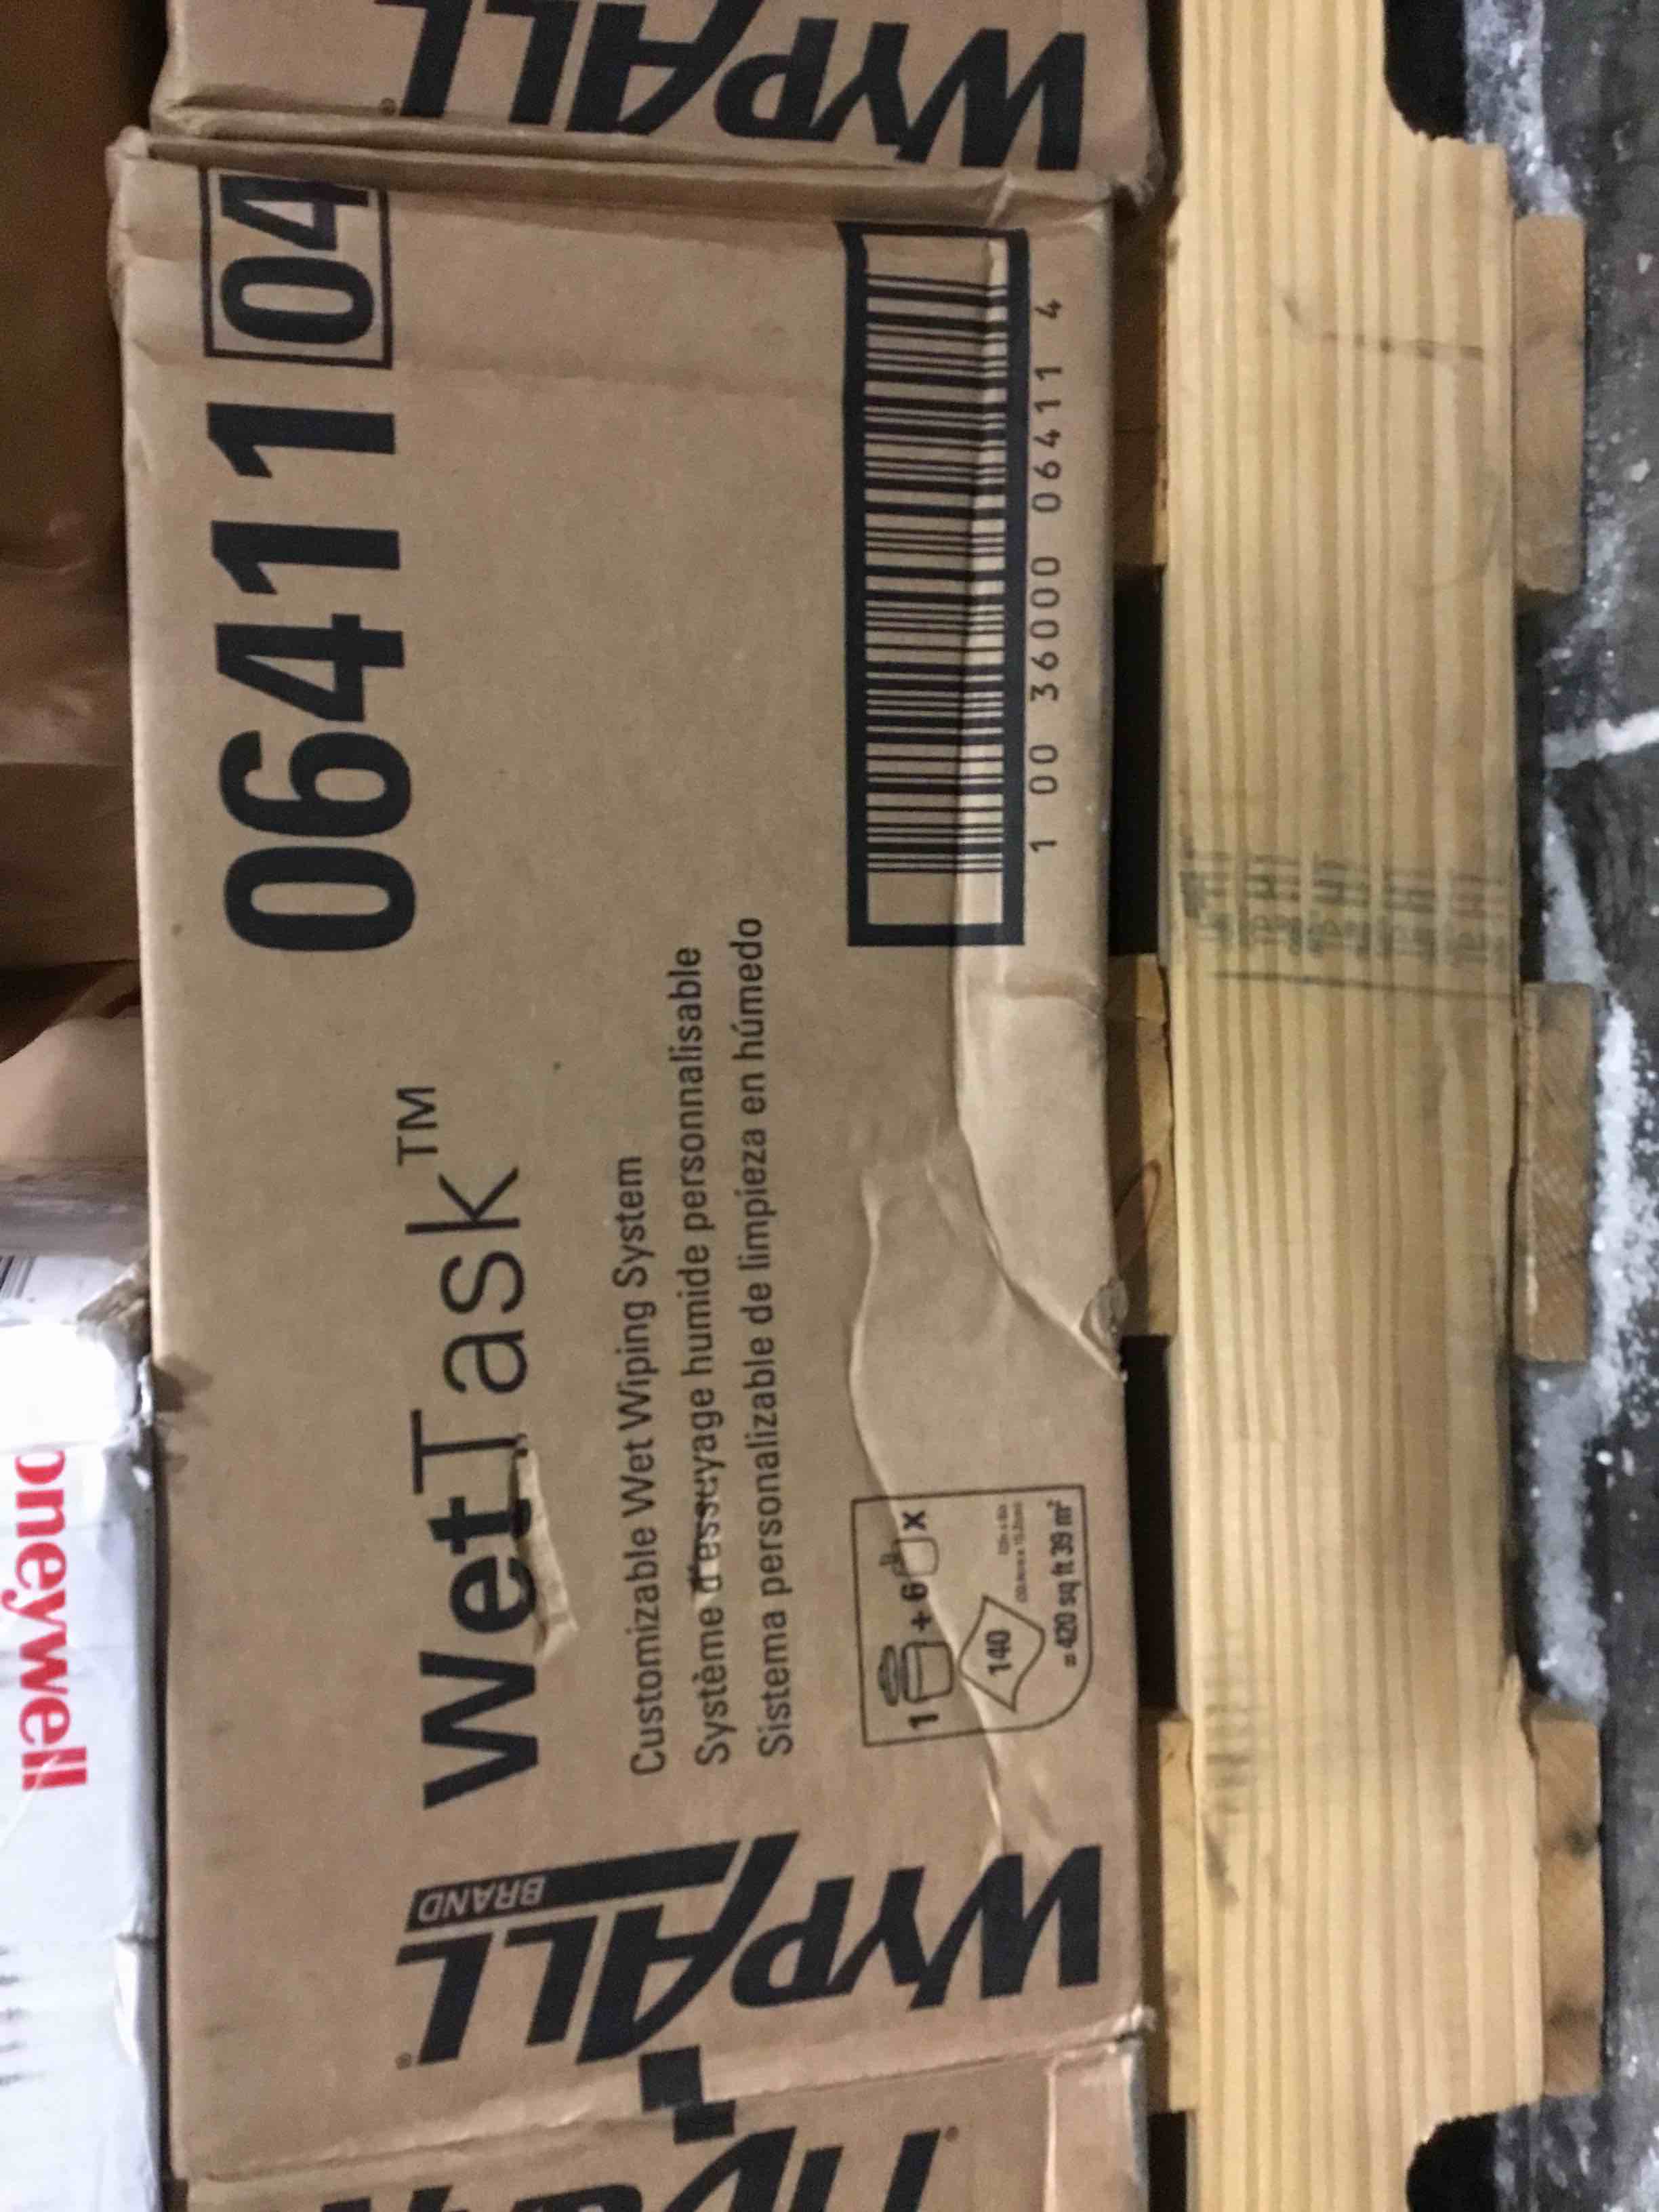 WYPALL®
BRAND
WetTask™
06411 04
Customizable Wet Wiping System
Système d'essuyage humide personnalisable
Sistema personalizable de limpieza en húmedo
1 + 6 x
140
= 420 sq ft 39 m²
1 00 36000 06411 4
WYPALL®
oneywell